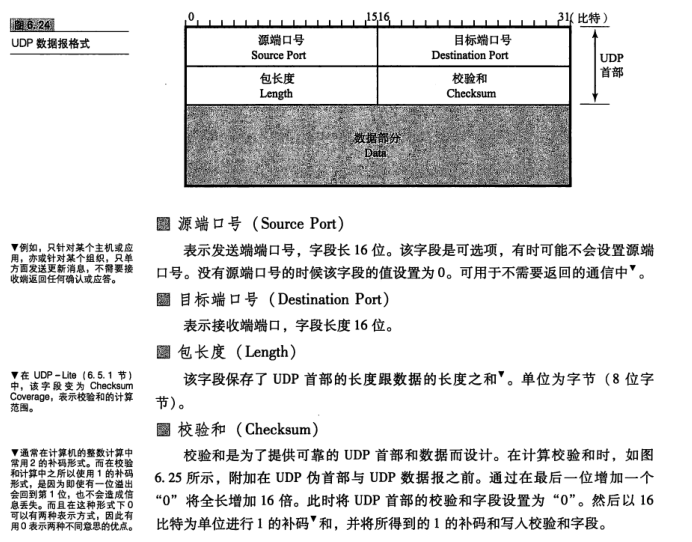 图 6.24
UDP 数据报格式
0 1516 31(比特)
源端口号 目标端口号
Source Port Destination Port
包长度 校验和
Length Checksum
UDP
首部
数据部分
Data
源端口号（Source Port）
▼例如，只针对某个主机或应
用，亦或针对某个组织，只单
方面发送更新消息，不需要接
收端返回任何确认或应答。
表示发送端端口号，字段长 16 位。该字段是可选项，有时可能不会设置源端
口号。没有源端口号的时候该字段的值设置为 0。可用于不需要返回的通信中▼。
目标端口号（Destination Port）
表示接收端端口，字段长度 16 位。
包长度（Length）
▼在 UDP－Lite（6.5.1 节）
中，该字段变为 Checksum
Coverage，表示校验和的计算
范围。
该字段保存了 UDP 首部的长度跟数据的长度之和▼。单位为字节（8 位字
节）。
校验和（Checksum）
▼通常在计算机的整数计算中
常用 2 的补码形式。而在校验
和计算中之所以使用 1 的补码
形式，是因为即使有一位溢出
会回到第 1 位，也不会造成信
息丢失。而且在这种形式下 0
可以有两种表示方式，因此有
用 0 表示两种不同意思的优点。
校验和是为了提供可靠的 UDP 首部和数据而设计。在计算校验和时，如图
6.25 所示，附加在 UDP 伪首部与 UDP 数据报之前。通过在最后一位增加一个
“0”将全长增加 16 倍。此时将 UDP 首部的校验和字段设置为“0”。然后以 16
比特为单位进行 1 的补码▼和，并将所得到的 1 的补码和写入校验和字段。